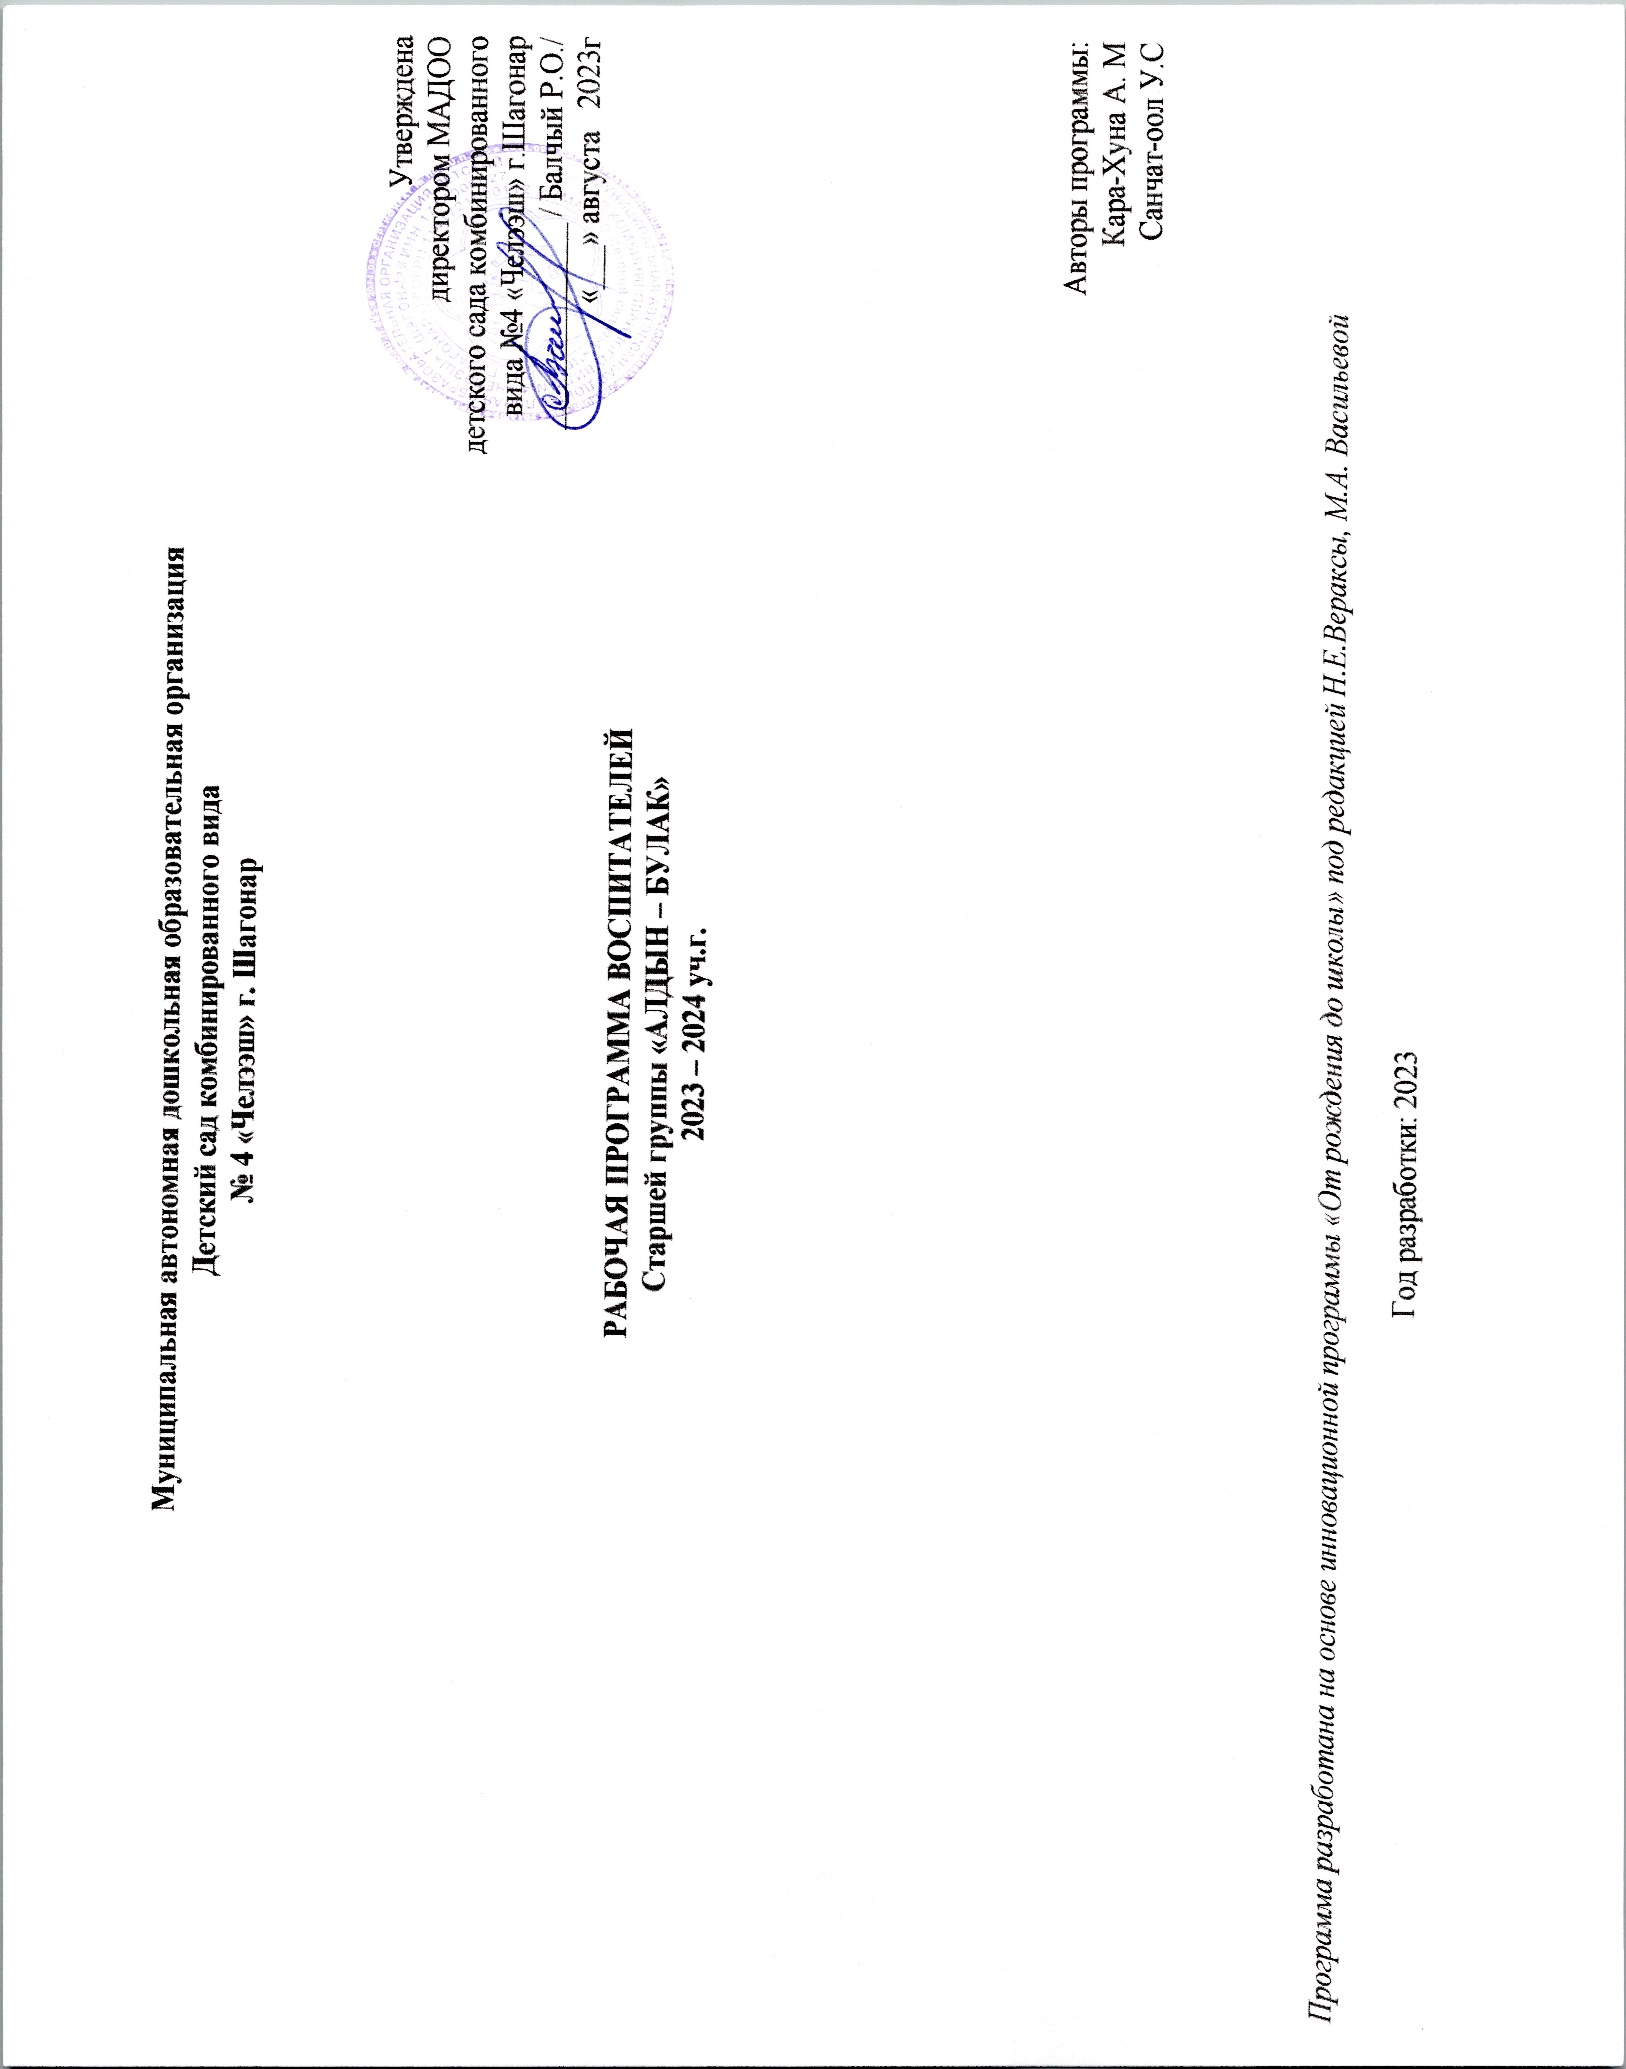 Муниципальная автономная дошкольная образовательная организация
Детский сад комбинированного вида
№ 4 «Челээш» г. Шагонар
Утверждена
директором МАДОО
детского сада комбинированного
вида №4 «Челээш» г.Шагонар
____________/ Балчый Р.О./
«___» августа 2023г
РАБОЧАЯ ПРОГРАММА ВОСПИТАТЕЛЕЙ
Старшей группы «АЛДЫН – БУЛАК»
2023 – 2024 уч.г.
Авторы программы:
Кара-Хуна А. М
Санчат-оол У.С
Программа разработана на основе инновационной программы «От рождения до школы» под редакцией Н.Е.Вераксы, М.А. Васильевой
Год разработки: 2023